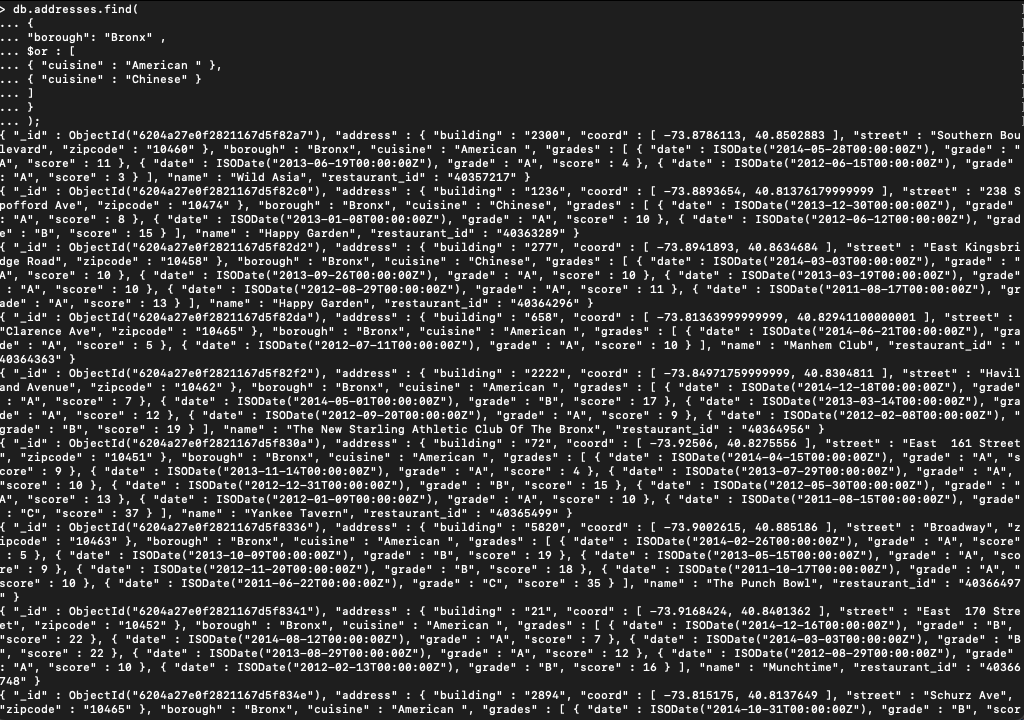 > db.addresses.find(
... {
... "borough": "Bronx" ,
... $or : [
... { "cuisine" : "American " },
... { "cuisine" : "Chinese" }
... ]
... }
... );
{ "_id" : ObjectId("6204a27e0f2821167d5f82a7"), "address" : { "building" : "2300", "coord" : [ -73.8786113, 40.8502883 ], "street" : "Southern Bou
levard", "zipcode" : "10460" }, "borough" : "Bronx", "cuisine" : "American ", "grades" : [ { "date" : ISODate("2014-05-28T00:00:00Z"), "grade" : "
A", "score" : 11 }, { "date" : ISODate("2013-06-19T00:00:00Z"), "grade" : "A", "score" : 4 }, { "date" : ISODate("2012-06-15T00:00:00Z"), "grade" :
"A", "score" : 3 } ], "name" : "Wild Asia", "restaurant_id" : "40357217" }
{ "_id" : ObjectId("6204a27e0f2821167d5f82c0"), "address" : { "building" : "1236", "coord" : [ -73.8893654, 40.81376179999999 ], "street" : "238 S
pofford Ave", "zipcode" : "10474" }, "borough" : "Bronx", "cuisine" : "Chinese", "grades" : [ { "date" : ISODate("2013-12-30T00:00:00Z"), "grade"
: "A", "score" : 8 }, { "date" : ISODate("2013-01-08T00:00:00Z"), "grade" : "A", "score" : 10 }, { "date" : ISODate("2012-06-12T00:00:00Z"), "grad
e" : "B", "score" : 15 } ], "name" : "Happy Garden", "restaurant_id" : "40363289" }
{ "_id" : ObjectId("6204a27e0f2821167d5f82d2"), "address" : { "building" : "277", "coord" : [ -73.8941893, 40.8634684 ], "street" : "East Kingsbri
dge Road", "zipcode" : "10458" }, "borough" : "Bronx", "cuisine" : "Chinese", "grades" : [ { "date" : ISODate("2014-03-03T00:00:00Z"), "grade" : "
A", "score" : 10 }, { "date" : ISODate("2013-09-26T00:00:00Z"), "grade" : "A", "score" : 10 }, { "date" : ISODate("2013-03-19T00:00:00Z"), "grade"
: "A", "score" : 10 }, { "date" : ISODate("2012-08-29T00:00:00Z"), "grade" : "A", "score" : 11 }, { "date" : ISODate("2011-08-17T00:00:00Z"), "gr
ade" : "A", "score" : 13 } ], "name" : "Happy Garden", "restaurant_id" : "40364296" }
{ "_id" : ObjectId("6204a27e0f2821167d5f82da"), "address" : { "building" : "658", "coord" : [ -73.81363999999999, 40.82941100000001 ], "street" :
"Clarence Ave", "zipcode" : "10465" }, "borough" : "Bronx", "cuisine" : "American ", "grades" : [ { "date" : ISODate("2014-06-21T00:00:00Z"), "grad
e" : "A", "score" : 5 }, { "date" : ISODate("2012-07-11T00:00:00Z"), "grade" : "A", "score" : 10 } ], "name" : "Manhem Club", "restaurant_id" : "
40364363" }
{ "_id" : ObjectId("6204a27e0f2821167d5f82f2"), "address" : { "building" : "2222", "coord" : [ -73.84971759999999, 40.8304811 ], "street" : "Havil
and Avenue", "zipcode" : "10462" }, "borough" : "Bronx", "cuisine" : "American ", "grades" : [ { "date" : ISODate("2014-12-18T00:00:00Z"), "grade"
: "A", "score" : 7 }, { "date" : ISODate("2014-05-01T00:00:00Z"), "grade" : "B", "score" : 17 }, { "date" : ISODate("2013-03-14T00:00:00Z"), "gra
de" : "A", "score" : 12 }, { "date" : ISODate("2012-09-20T00:00:00Z"), "grade" : "A", "score" : 9 }, { "date" : ISODate("2012-02-08T00:00:00Z"), "
grade" : "B", "score" : 19 } ], "name" : "The New Starling Athletic Club Of The Bronx", "restaurant_id" : "40364956" }
{ "_id" : ObjectId("6204a27e0f2821167d5f830a"), "address" : { "building" : "72", "coord" : [ -73.92506, 40.8275556 ], "street" : "East  161 Street
", "zipcode" : "10451" }, "borough" : "Bronx", "cuisine" : "American ", "grades" : [ { "date" : ISODate("2014-04-15T00:00:00Z"), "grade" : "A", "s
core" : 9 }, { "date" : ISODate("2013-11-14T00:00:00Z"), "grade" : "A", "score" : 4 }, { "date" : ISODate("2013-07-29T00:00:00Z"), "grade" : "A",
"score" : 10 }, { "date" : ISODate("2012-12-31T00:00:00Z"), "grade" : "B", "score" : 15 }, { "date" : ISODate("2012-05-30T00:00:00Z"), "grade" : "
A", "score" : 13 }, { "date" : ISODate("2012-01-09T00:00:00Z"), "grade" : "A", "score" : 10 }, { "date" : ISODate("2011-08-15T00:00:00Z"), "grade"
: "C", "score" : 37 } ], "name" : "Yankee Tavern", "restaurant_id" : "40365499" }
{ "_id" : ObjectId("6204a27e0f2821167d5f8336"), "address" : { "building" : "5820", "coord" : [ -73.9002615, 40.885186 ], "street" : "Broadway", "z
ipcode" : "10463" }, "borough" : "Bronx", "cuisine" : "American ", "grades" : [ { "date" : ISODate("2014-02-26T00:00:00Z"), "grade" : "A", "score"
: 5 }, { "date" : ISODate("2013-10-09T00:00:00Z"), "grade" : "B", "score" : 19 }, { "date" : ISODate("2013-05-15T00:00:00Z"), "grade" : "A", "sco
re" : 9 }, { "date" : ISODate("2012-11-20T00:00:00Z"), "grade" : "B", "score" : 18 }, { "date" : ISODate("2011-10-17T00:00:00Z"), "grade" : "A", "
score" : 10 }, { "date" : ISODate("2011-06-22T00:00:00Z"), "grade" : "C", "score" : 35 } ], "name" : "The Punch Bowl", "restaurant_id" : "40366497
" }
{ "_id" : ObjectId("6204a27e0f2821167d5f8341"), "address" : { "building" : "21", "coord" : [ -73.9168424, 40.8401362 ], "street" : "East  170 Stre
et", "zipcode" : "10452" }, "borough" : "Bronx", "cuisine" : "American ", "grades" : [ { "date" : ISODate("2014-12-16T00:00:00Z"), "grade" : "B",
"score" : 22 }, { "date" : ISODate("2014-08-12T00:00:00Z"), "grade" : "A", "score" : 7 }, { "date" : ISODate("2014-03-03T00:00:00Z"), "grade" : "B
", "score" : 22 }, { "date" : ISODate("2013-08-29T00:00:00Z"), "grade" : "A", "score" : 12 }, { "date" : ISODate("2012-08-29T00:00:00Z"), "grade"
: "A", "score" : 10 }, { "date" : ISODate("2012-02-13T00:00:00Z"), "grade" : "B", "score" : 16 } ], "name" : "Munchtime", "restaurant_id" : "40366
748" }
{ "_id" : ObjectId("6204a27e0f2821167d5f834e"), "address" : { "building" : "2894", "coord" : [ -73.815175, 40.8137649 ], "street" : "Schurz Ave",
"zipcode" : "10465" }, "borough" : "Bronx", "cuisine" : "American ", "grades" : [ { "date" : ISODate("2014-10-31T00:00:00Z"), "grade" : "B", "scor